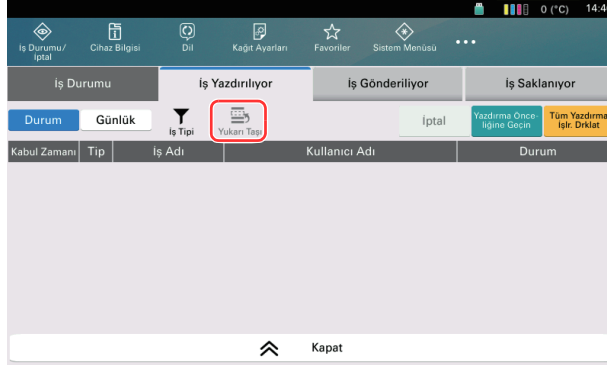 0 (°C) 14:4
İş Durumu/ İptal
Cihaz Bilgisi
Dil
Kağıt Ayarları
Favoriler
Sistem Menüsü
İş Durumu
İş Yazdırılıyor
İş Gönderiliyor
İş Saklanıyor
Durum
Günlük
İş Tipi
Yukarı Taşı
İptal
Yazdırma Önce-
liğine Geçin
Tüm Yazdırma
İşlr. Drklat
Kabul Zamanı
Tip
İş Adı
Kullanıcı Adı
Durum
Kapat